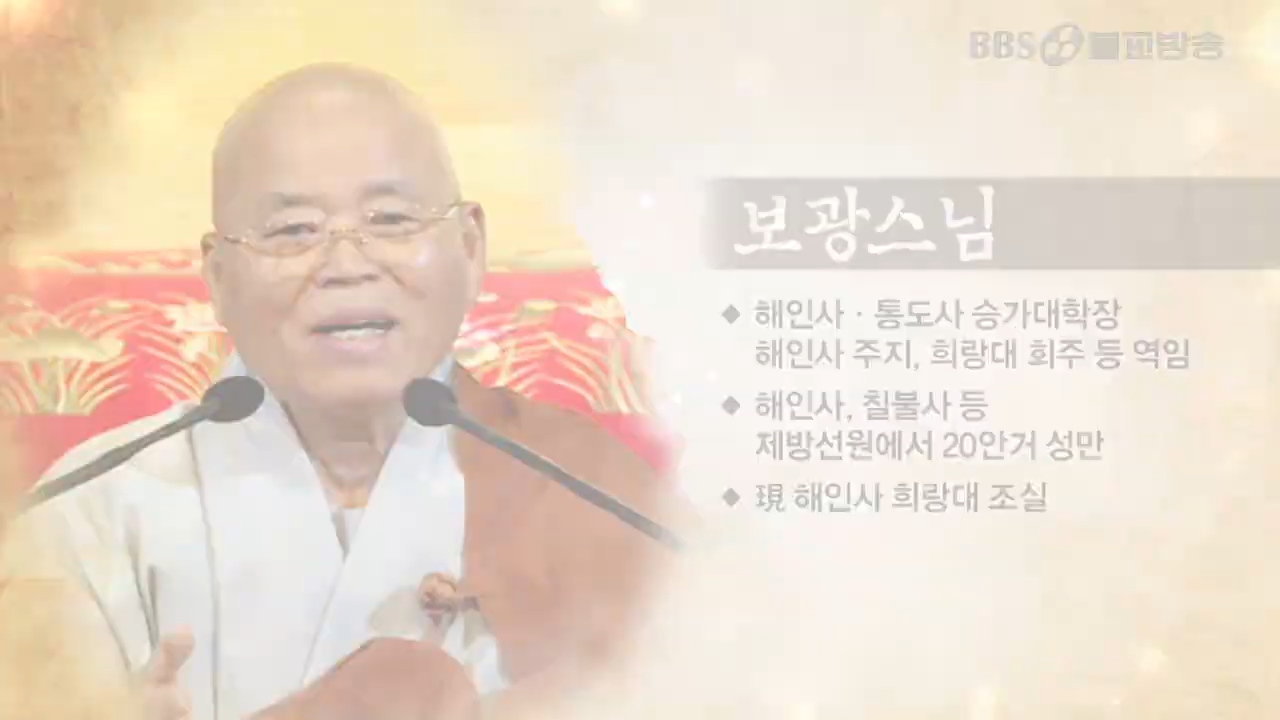 BBS 불교방송
보광스님
◆ 해인사 · 통도사 승가대학장
해인사 주지, 희랑대 회주 등 역임
◆ 해인사, 칠불사 등
제방선원에서 20안거 성만
◆ 現 해인사 희랑대 조실